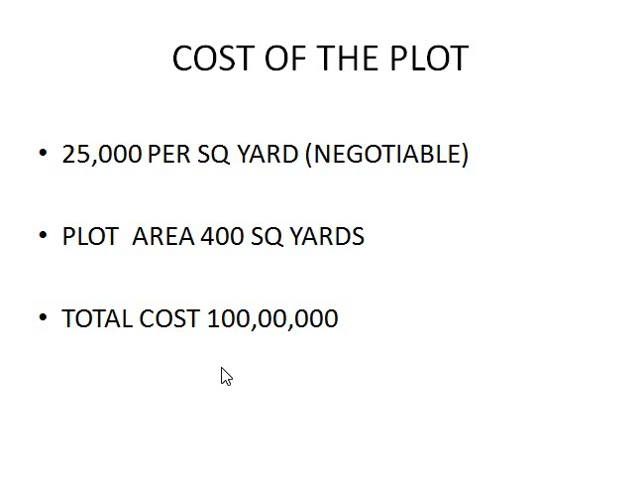 COST OF THE PLOT
• 25,000 PER SQ YARD (NEGOTIABLE)
• PLOT  AREA 400 SQ YARDS
• TOTAL COST 100,00,000